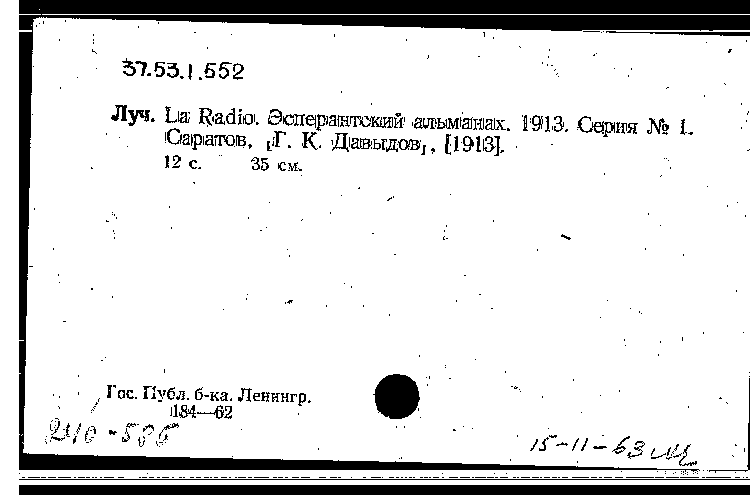 37.53.1.552
Луч. La Radio. Эсперантский альманах. 1913. Серия № 1.
Саратов, [Г. К. Давыдов], [1913].
12 с. 35 см.
Гос. Публ. б-ка. Ленингр.
184—62
240-586
15-11-63